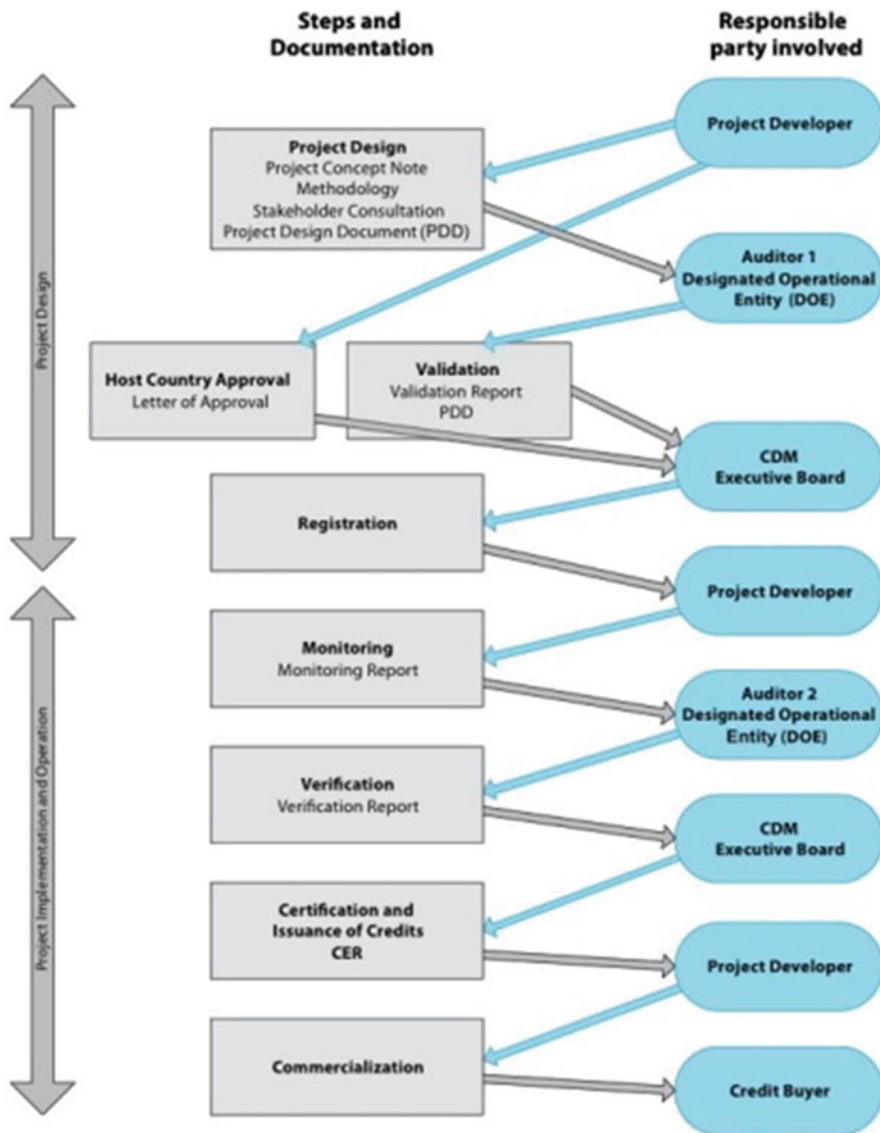 Steps and
Documentation
Responsible
party involved
Project Developer
Project Design
Project Concept Note
Methodology
Stakeholder Consultation
Project Design Document (PDD)
Auditor 1
Designated Operational
Entity (DOE)
Project Design
Host Country Approval
Letter of Approval
Validation
Validation Report
PDD
CDM
Executive Board
Registration
Project Developer
Monitoring
Monitoring Report
Auditor 2
Designated Operational
Entity (DOE)
Project Implementation and Operation
Verification
Verification Report
CDM
Executive Board
Certification and
Issuance of Credits
CER
Project Developer
Commercialization
Credit Buyer